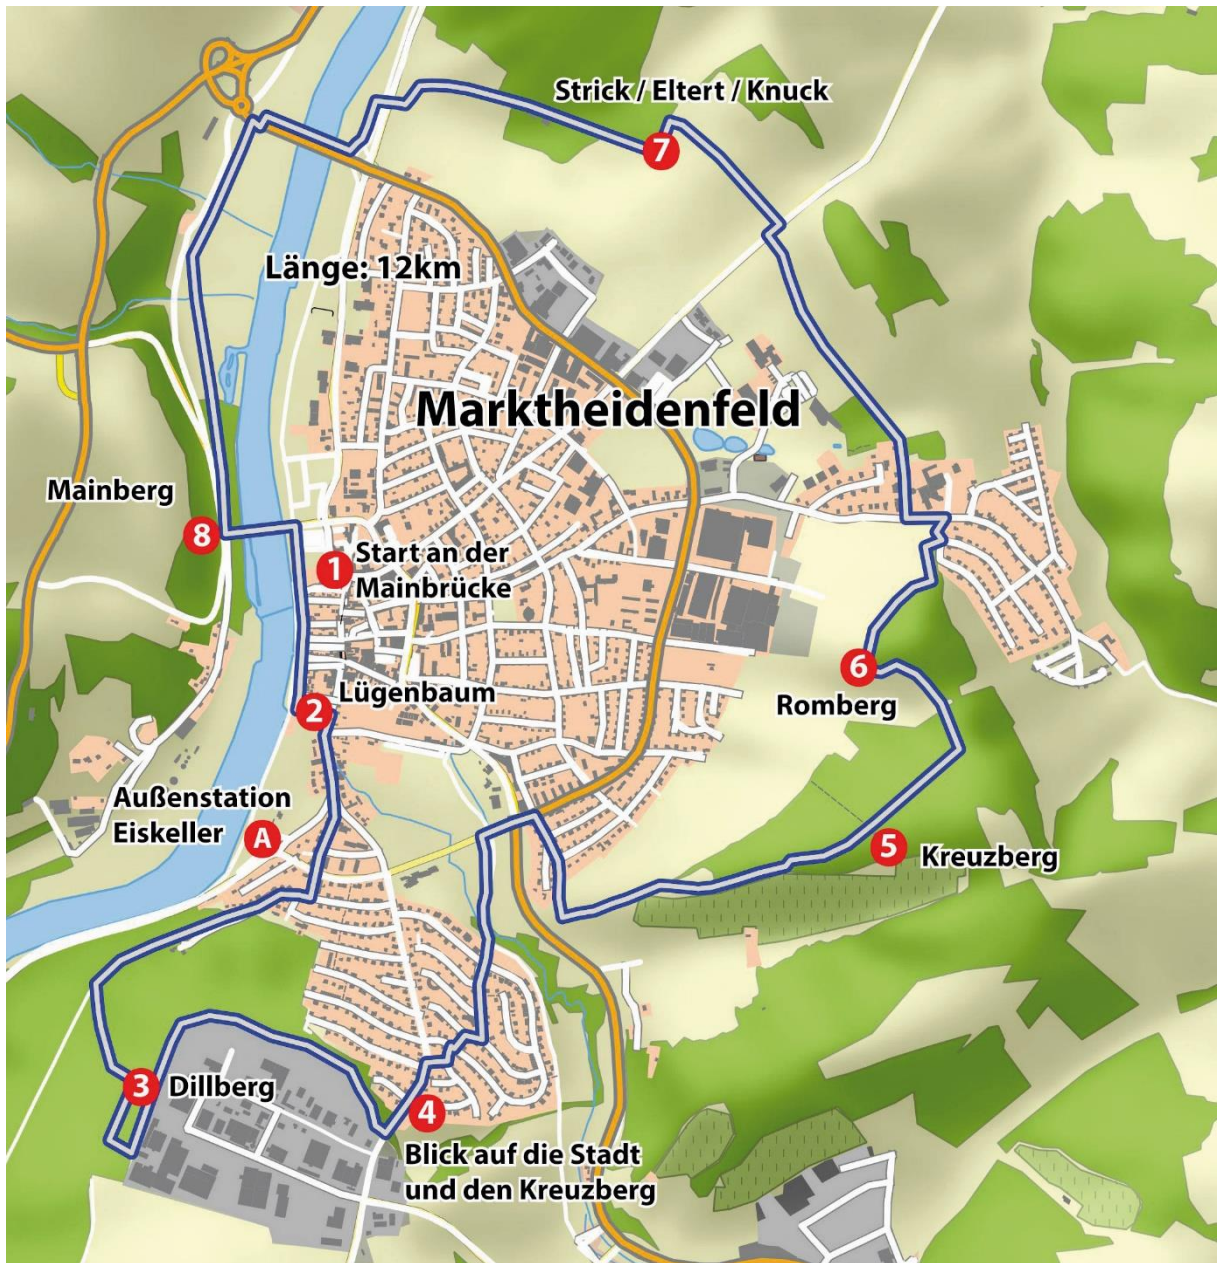 Strick / Eltert / Knuck
7
Länge: 12km
Marktheidenfeld
Mainberg
8
1
Start an der
Mainbrücke
6
Romberg
2
Lügenbaum
Außenstation
Eiskeller
A
5
Kreuzberg
3
Dillberg
4
Blick auf die Stadt
und den Kreuzberg